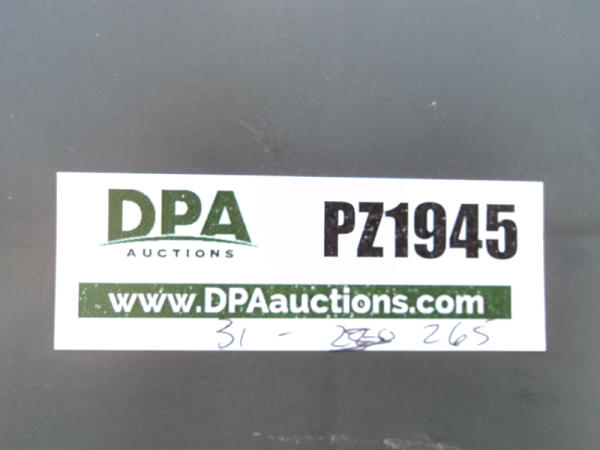 DPA
AUCTIONS
PZ1945
www.DPAauctions.com
31 - 265